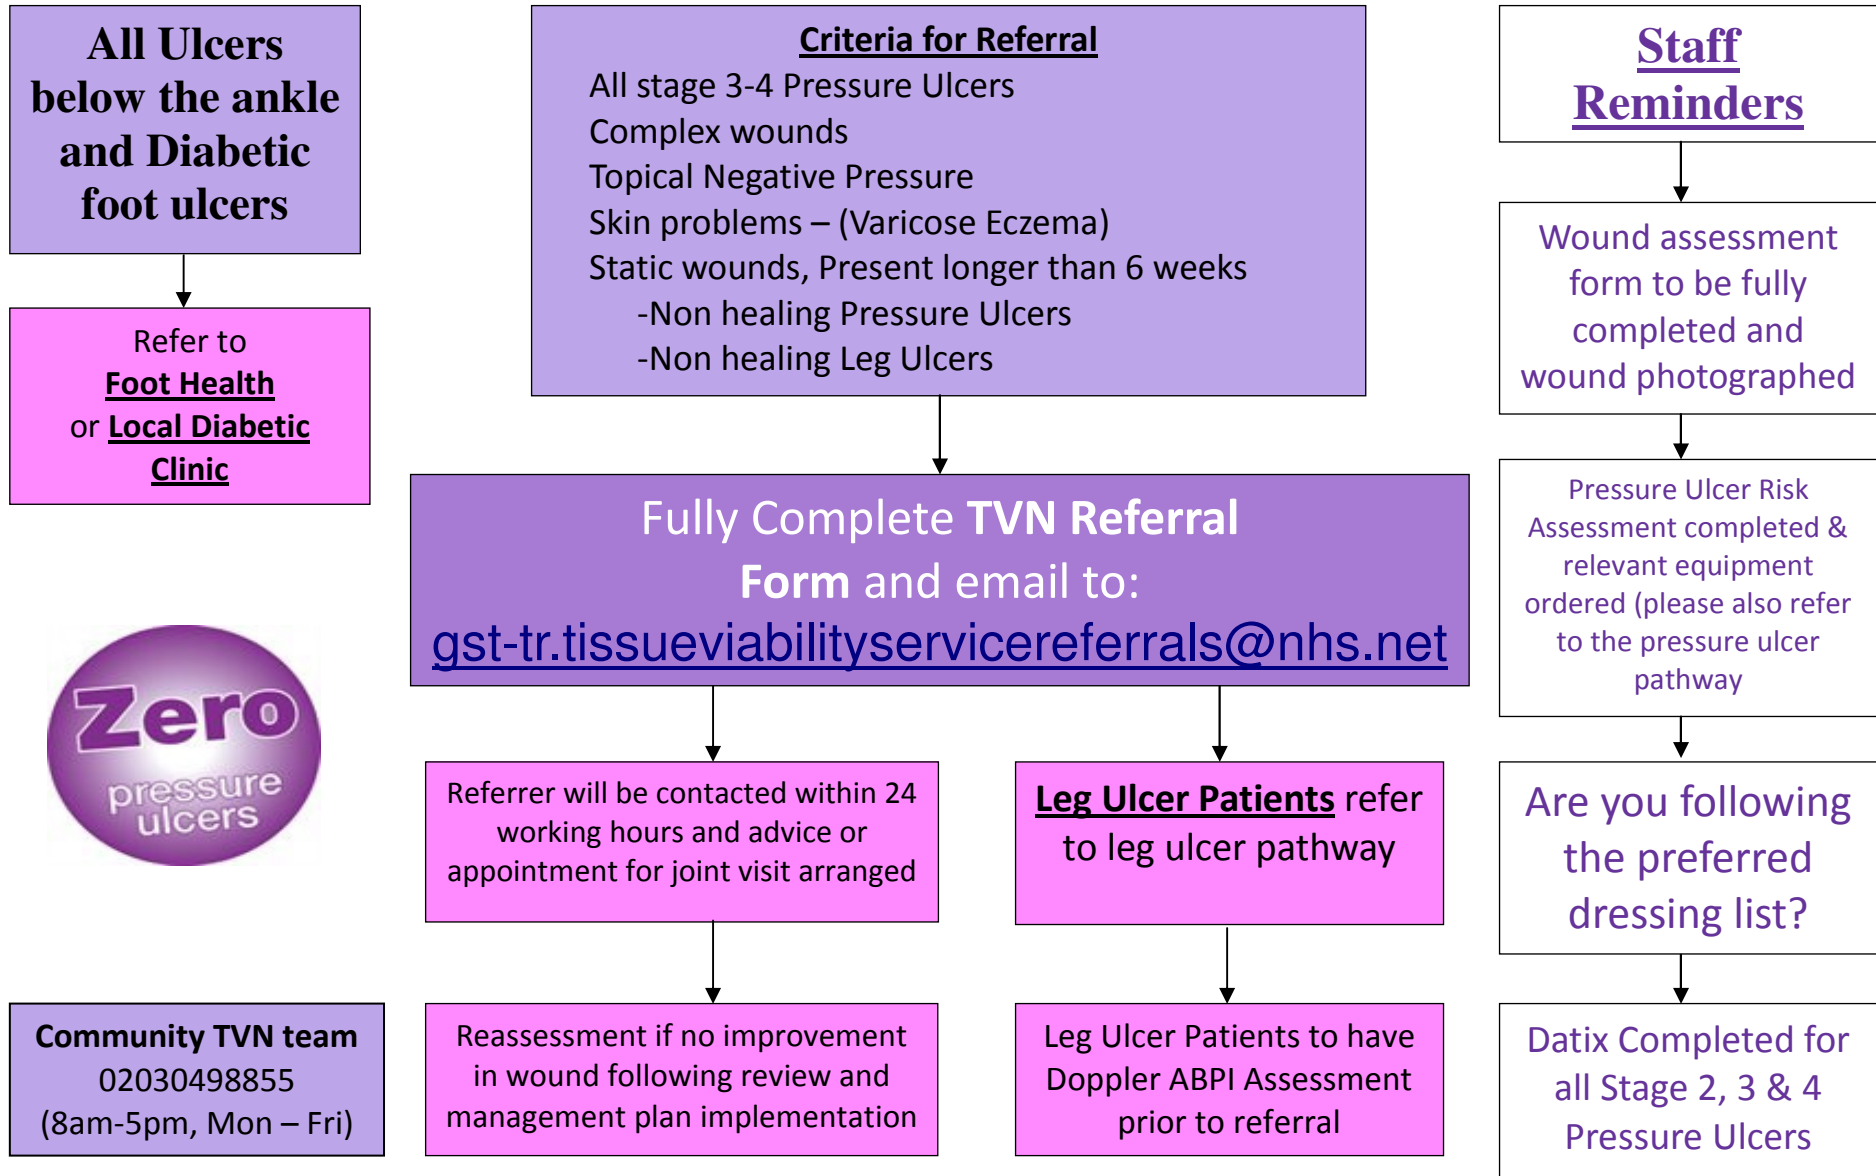 All Ulcers
below the ankle
and Diabetic
foot ulcers
Refer to
Foot Health
or Local Diabetic
Clinic
Zero
pressure
ulcers
Community TVN team
02030498855
(8am-5pm, Mon – Fri)
Criteria for Referral
All stage 3-4 Pressure Ulcers
Complex wounds
Topical Negative Pressure
Skin problems – (Varicose Eczema)
Static wounds, Present longer than 6 weeks
-Non healing Pressure Ulcers
-Non healing Leg Ulcers
Fully Complete TVN Referral
Form and email to:
gst-tr.tissueviabilityservicereferrals@nhs.net
Referrer will be contacted within 24
working hours and advice or
appointment for joint visit arranged
Reassessment if no improvement
in wound following review and
management plan implementation
Leg Ulcer Patients refer
to leg ulcer pathway
Leg Ulcer Patients to have
Doppler ABPI Assessment
prior to referral
Staff
Reminders
Wound assessment
form to be fully
completed and
wound photographed
Pressure Ulcer Risk
Assessment completed &
relevant equipment
ordered (please also refer
to the pressure ulcer
pathway
Are you following
the preferred
dressing list?
Datix Completed for
all Stage 2, 3 & 4
Pressure Ulcers